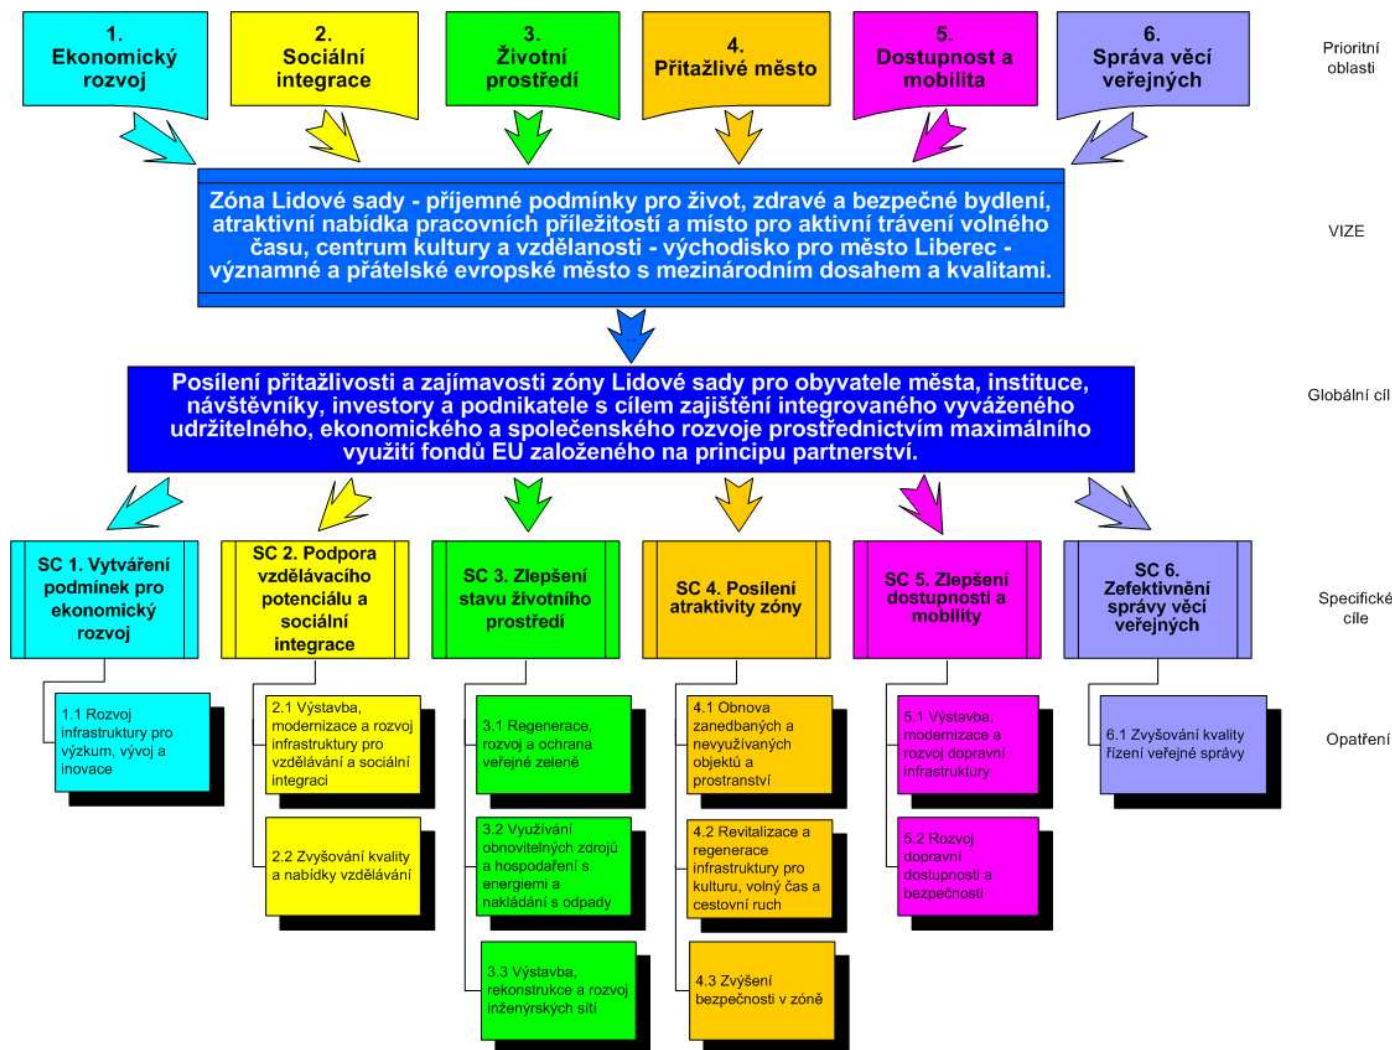 1.
Ekonomický
rozvoj
2.
Sociální
integrace
3.
Životní
prostředí
4.
Přitažlivé město
5.
Dostupnost a
mobilita
6.
Správa věcí
veřejných
Prioritní
oblasti
Zóna Lidové sady - příjemné podmínky pro život, zdravé a bezpečné bydlení,
atraktivní nabídka pracovních příležitostí a místo pro aktivní trávení volného
času, centrum kultury a vzdělanosti - východisko pro město Liberec -
významné a přátelské evropské město s mezinárodním dosahem a kvalitami.
VIZE
Posílení přitažlivosti a zajímavosti zóny Lidové sady pro obyvatele města, instituce,
návštěvníky, investory a podnikatele s cílem zajištění integrovaného vyváženého
udržitelného, ekonomického a společenského rozvoje prostřednictvím maximálního
využití fondů EU založeného na principu partnerství.
Globální cíl
SC 1. Vytváření
podmínek pro
ekonomický
rozvoj
SC 2. Podpora
vzdělávacího
potenciálu a
sociální
integrace
SC 3. Zlepšení
stavu životního
prostředí
SC 4. Posílení
atraktivity zóny
SC 5. Zlepšení
dostupnosti a
mobility
SC 6.
Zefektivnění
správy věcí
veřejných
Specifické
cíle
1.1 Rozvoj
infrastruktury pro
výzkum, vývoj a
inovace
2.1 Výstavba,
modernizace a rozvoj
infrastruktury pro
vzdělávání a sociální
integraci
2.2 Zvyšování kvality
a nabídky vzdělávání
3.1 Regenerace,
rozvoj a ochrana
veřejné zeleně
3.2 Využívání
obnovitelných zdrojů
a hospodaření s
energiemi a
nakládání s odpady
3.3 Výstavba,
rekonstrukce a rozvoj
inženýrských sítí
4.1 Obnova
zanedbaných a
nevyužívaných
objektů a
prostranství
4.2 Revitalizace a
regenerace
infrastruktury pro
kulturu, volný čas a
cestovní ruch
4.3 Zvýšení
bezpečnosti v zóně
5.1 Výstavba,
modernizace a
rozvoj dopravní
infrastruktury
5.2 Rozvoj
dopravní
dostupnosti a
bezpečnosti
6.1 Zvyšování kvality
řízení veřejné správy
Opatření